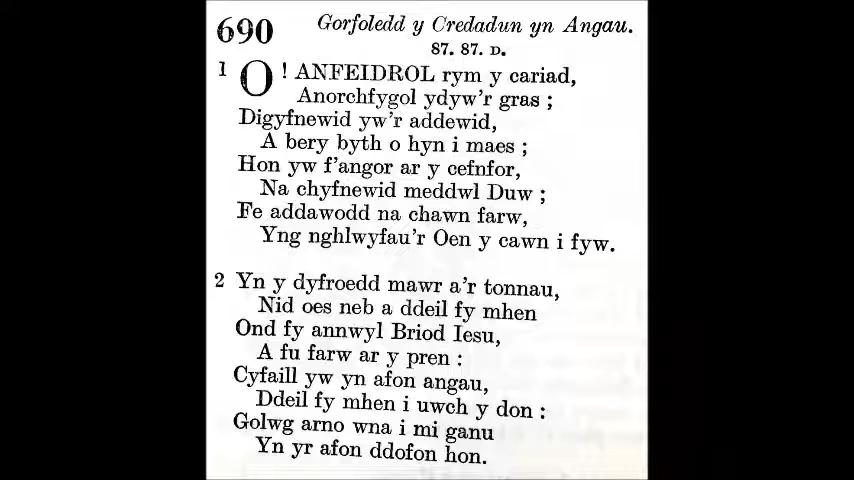 690 Gorfoledd y Credadun yn Angau.
87. 87. D.
1 O! ANFEIDROL rym y cariad,
Anorchfygol ydyw'r gras ;
Digyfnewid yw'r addewid,
A bery byth o hyn i maes ;
Hon yw f'angor ar y cefnfor,
Na chyfnewid meddwl Duw ;
Fe addawodd na chawn farw,
Yng nghlwyfau'r Oen y cawn i fyw.
2 Yn y dyfroedd mawr a'r tonnau,
Nid oes neb a ddeil fy mhen
Ond fy annwyl Briod Iesu,
A fu farw ar y pren :
Cyfaill yw yn afon angau,
Ddeil fy mhen i uwch y don :
Golwg arno wna i mi ganu
Yn yr afon ddofon hon.